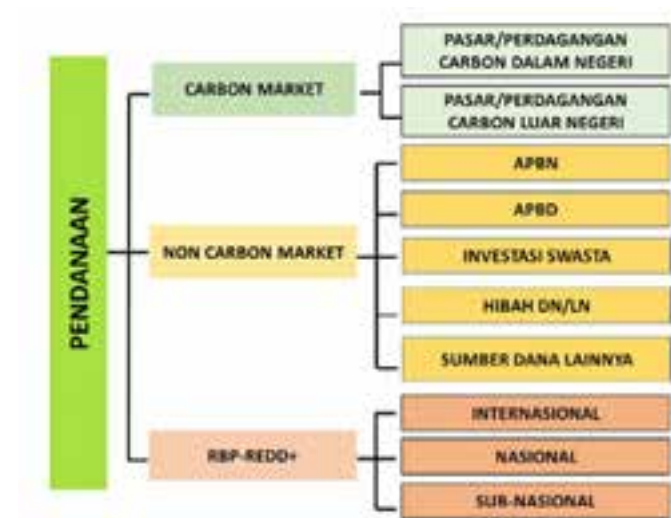 PENDANAAN
CARBON MARKET
PASAR/PERDAGANGAN
CARBON DALAM NEGERI
PASAR/PERDAGANGAN
CARBON LUAR NEGERI
NON CARBON MARKET
APBN
APBD
INVESTASI SWASTA
HIBAH DN/LN
SUMBER DANA LAINNYA
RBP-REDD+
INTERNASIONAL
NASIONAL
SUB-NASIONAL